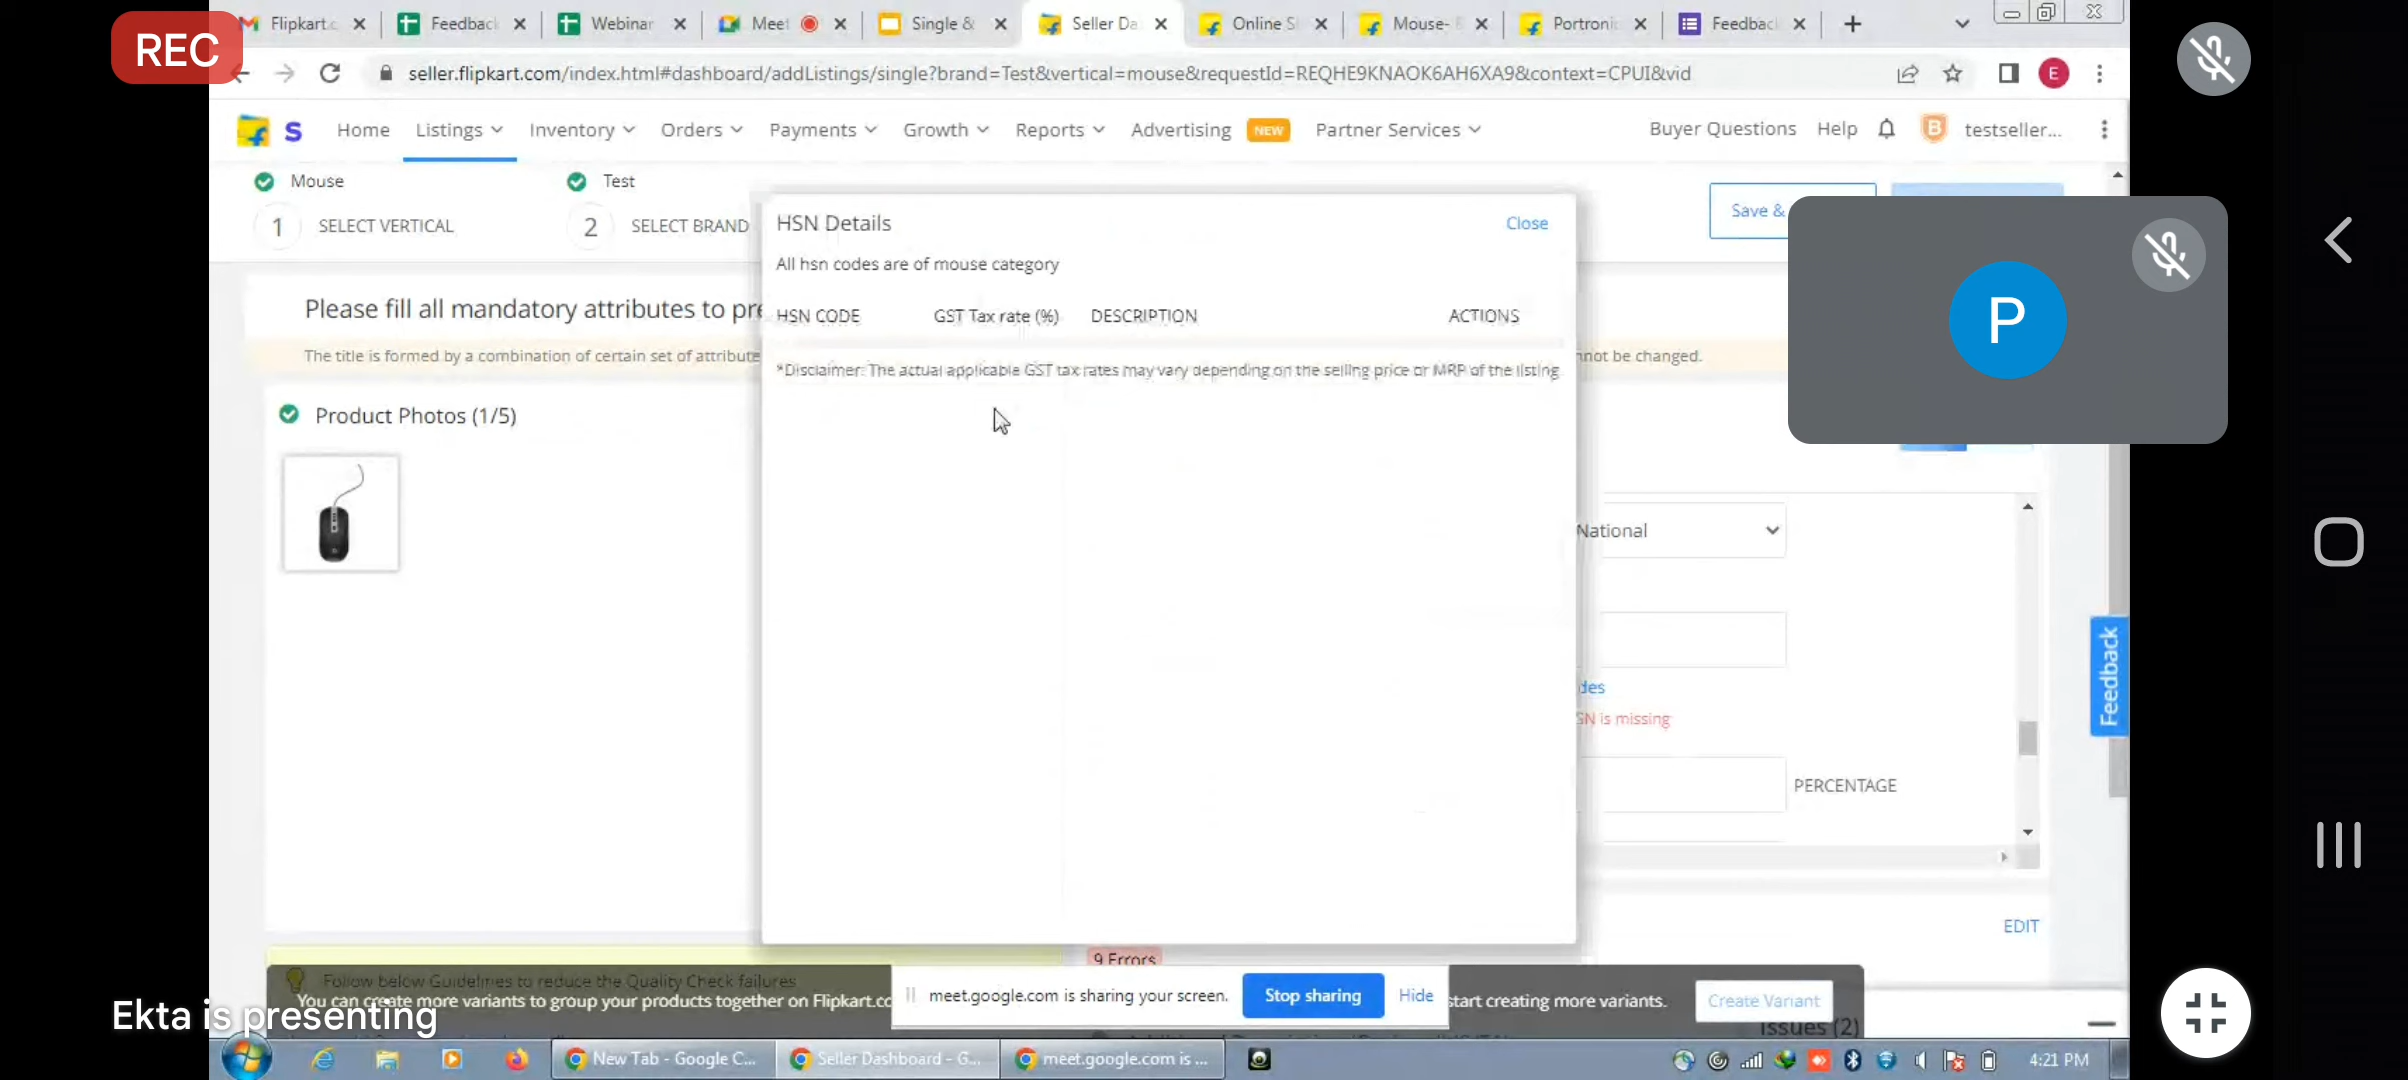 REC
Flipkart.c
Feedback
Webinar
Meet
Single &
Seller Da
Online S
Mouse-
Portronic
Feedbac
seller.flipkart.com/index.html#dashboard/addListings/single?brand=Test&vertical=mouse&requestId=REQHE9KNAOK6AH6XA9&context=CPUI&vid
E
S
Home
Listings
Inventory
Orders
Payments
Growth
Reports
Advertising
NEW
Partner Services
Buyer Questions
Help
B
testseller...
Mouse
Test
1
SELECT VERTICAL
2
SELECT BRAND
Save &
HSN Details
Close
All hsn codes are of mouse category
HSN CODE
GST Tax rate (%)
DESCRIPTION
ACTIONS
*Disclaimer: The actual applicable GST tax rates may vary depending on the selling price or MRP of the listing
Please fill all mandatory attributes to pre
The title is formed by a combination of certain set of attribute
nnot be changed.
P
Product Photos (1/5)
National
des
SN is missing
PERCENTAGE
Feedback
EDIT
9 Errors
Follow below Guidelines to reduce the Quality Check failures
You can create more variants to group your products together on Flipkart.co
meet.google.com is sharing your screen.
Stop sharing
Hide
start creating more variants.
Create Variant
Issues (2)
Ekta is presenting
New Tab - Google C...
Seller Dashboard - G...
meet.google.com is ...
4:21 PM